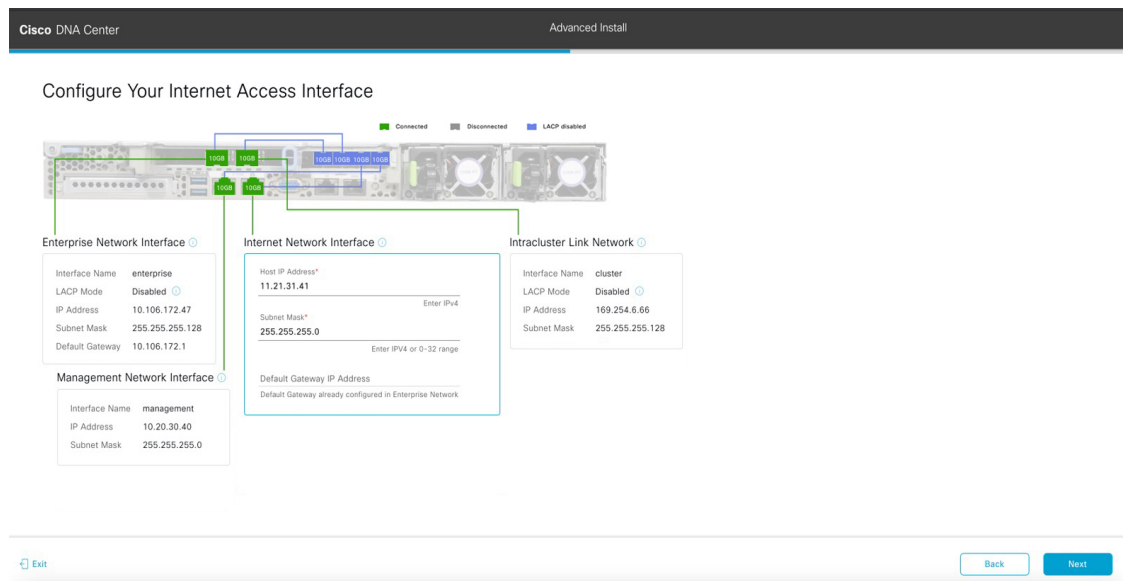 Cisco DNA Center
Advanced Install
Configure Your Internet Access Interface
Connected
Disconnected
LACP disabled
10GB 10GB 10GB 10GB 10GB 10GB
10GB 10GB
Enterprise Network Interface
Interface Name enterprise
LACP Mode Disabled
IP Address 10.106.172.47
Subnet Mask 255.255.255.128
Default Gateway 10.106.172.1
Management Network Interface
Interface Name management
IP Address 10.20.30.40
Subnet Mask 255.255.255.0
Internet Network Interface
Host IP Address*
11.21.31.41
Enter IPv4
Subnet Mask*
255.255.255.0
Enter IPV4 or 0-32 range
Default Gateway IP Address
Default Gateway already configured in Enterprise Network
Intracluster Link Network
Interface Name cluster
LACP Mode Disabled
IP Address 169.254.6.66
Subnet Mask 255.255.255.128
Exit
Back
Next